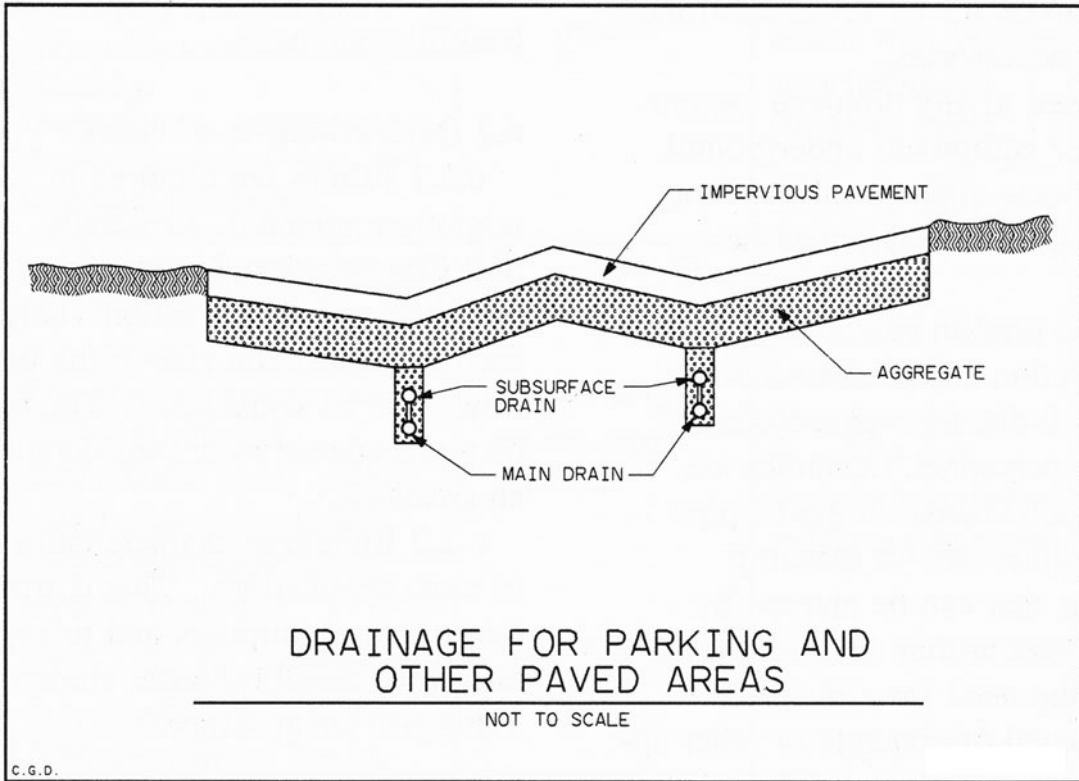 IMPERVIOUS PAVEMENT
AGGREGATE
SUBSURFACE
DRAIN
MAIN DRAIN
DRAINAGE FOR PARKING AND
OTHER PAVED AREAS
NOT TO SCALE
C.G.D.